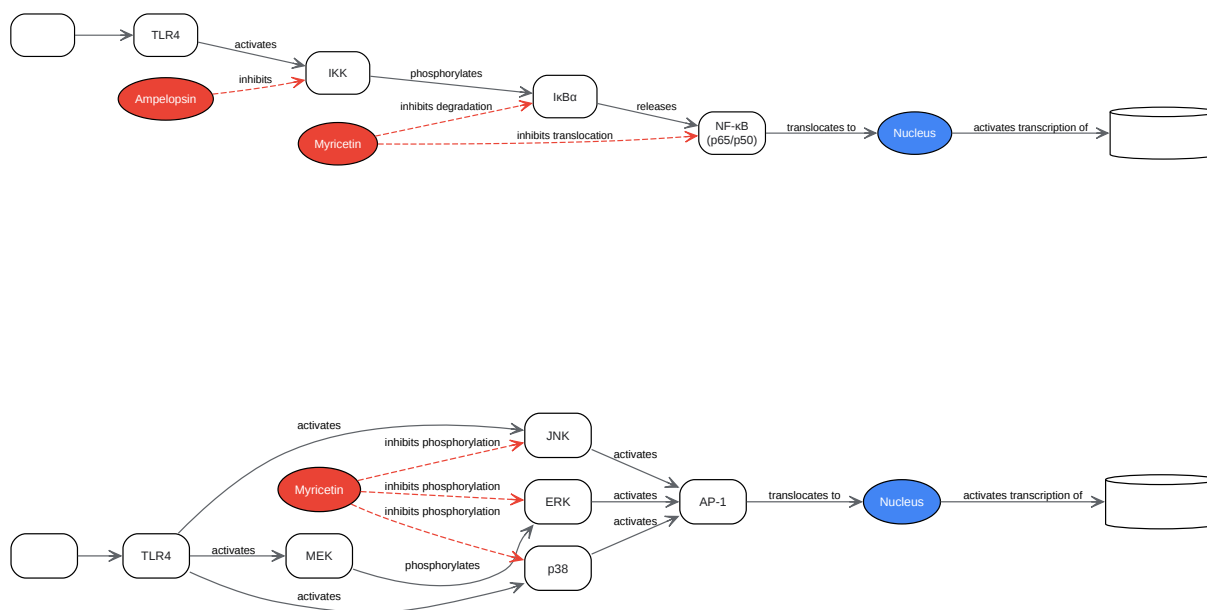 TLR4
activates
IKK
Ampelopsin
inhibits
phosphorylates
IκBα
inhibits degradation
Myricetin
releases
inhibits translocation
NF-κB
(p65/p50)
translocates to
Nucleus
activates transcription of
activates
JNK
inhibits phosphorylation
activates
Myricetin
inhibits phosphorylation
ERK
activates
AP-1
translocates to
Nucleus
activates transcription of
inhibits phosphorylation
activates
TLR4
activates
MEK
phosphorylates
p38
activates